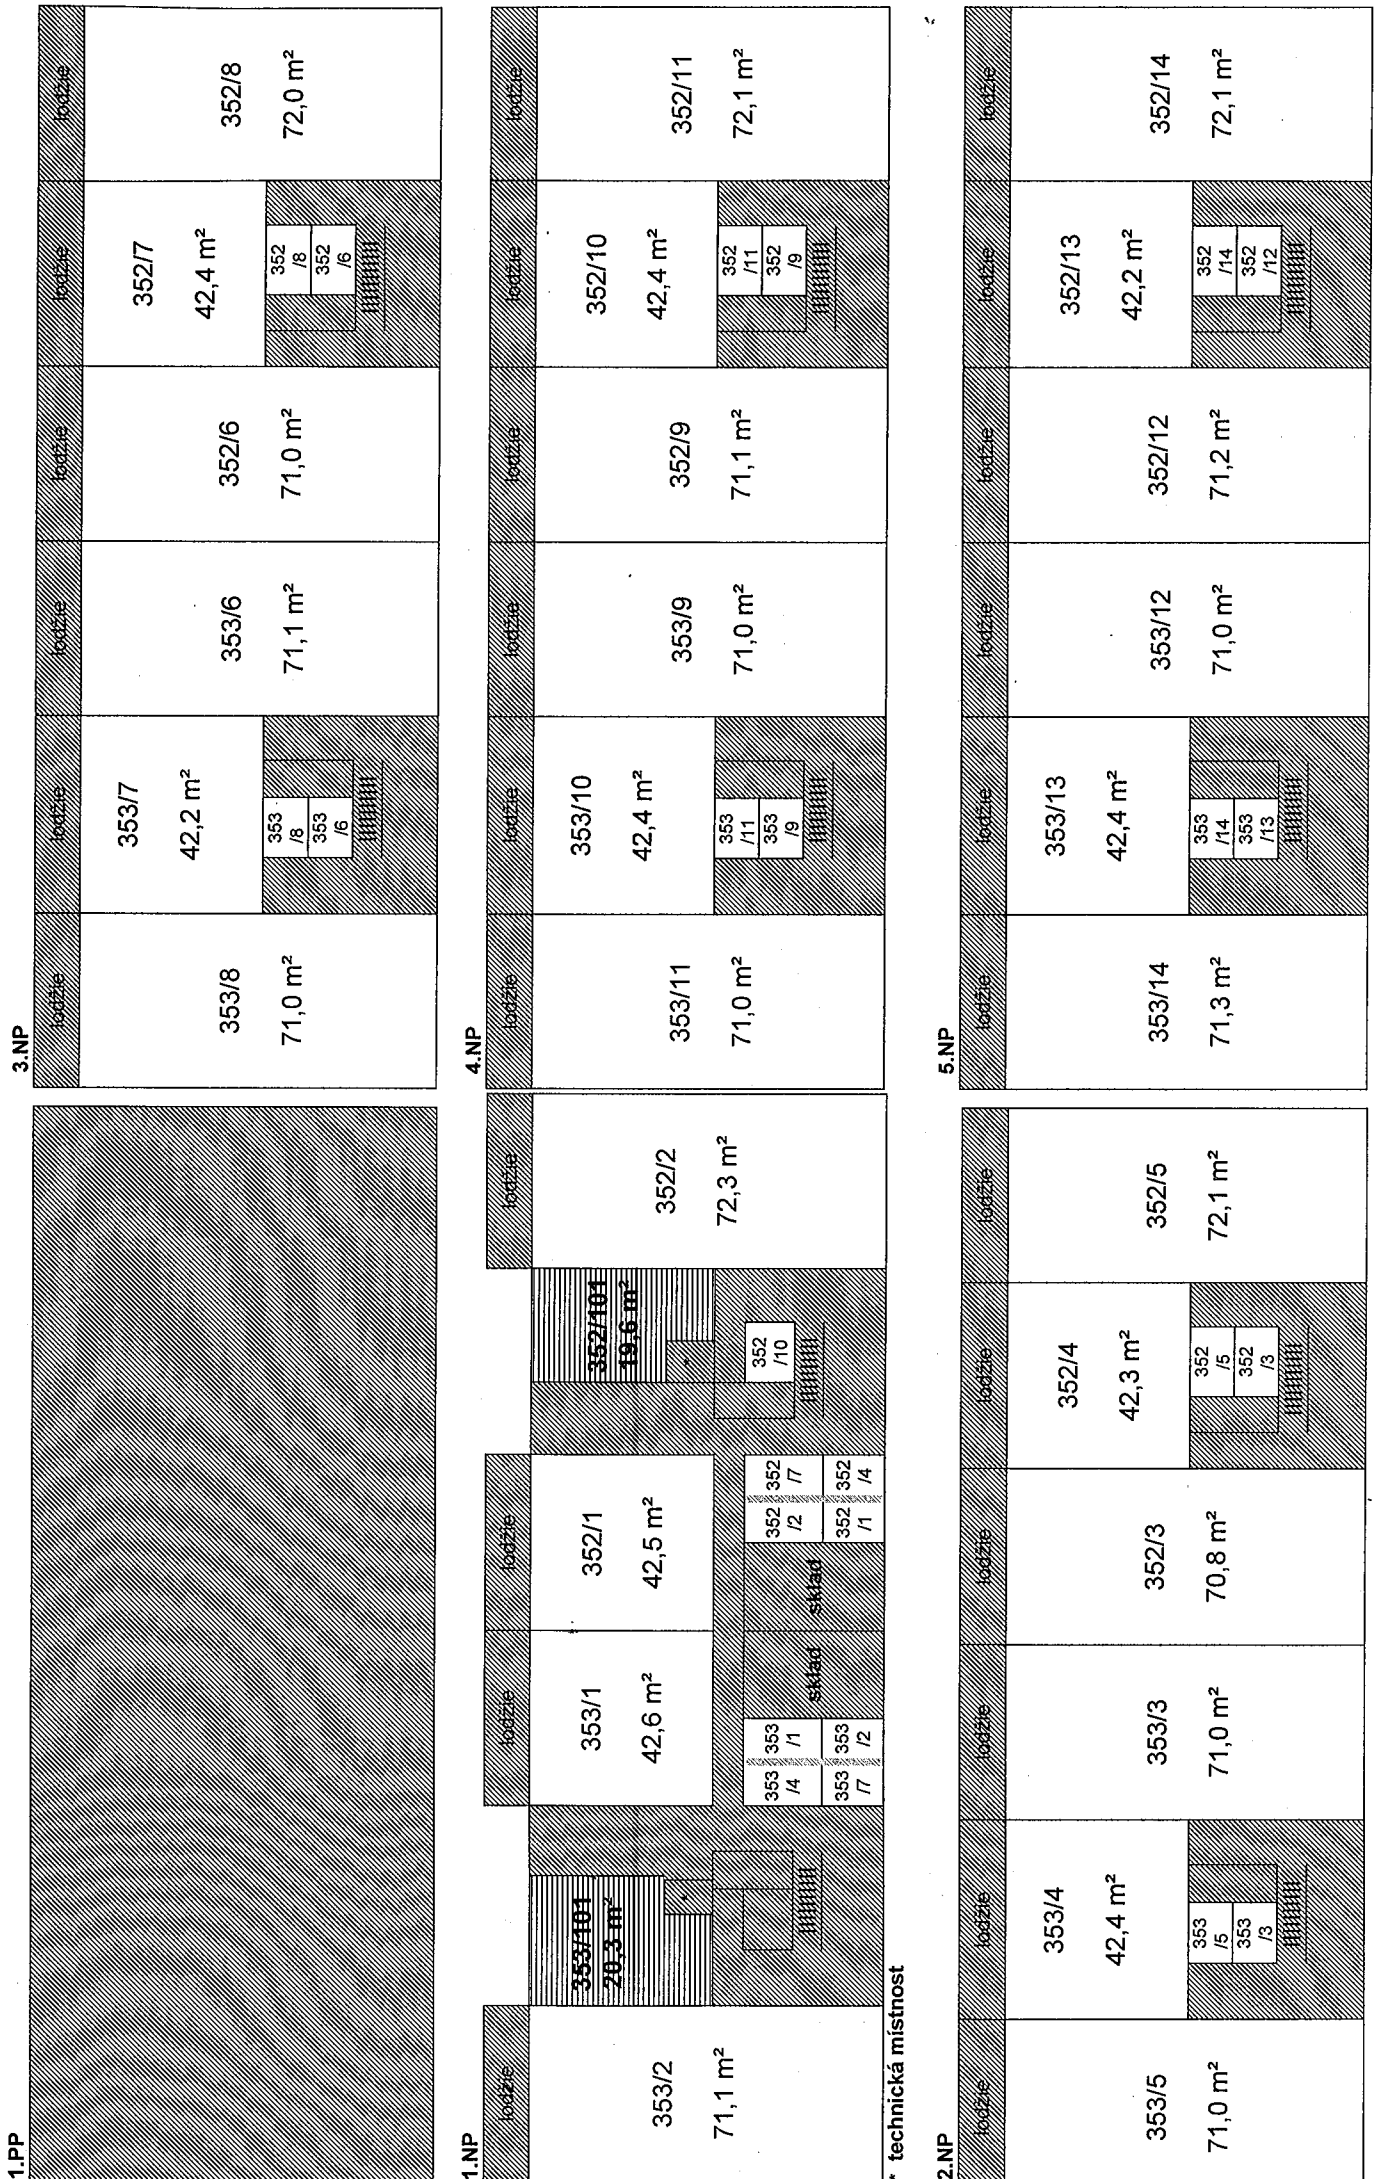 1.PP
3.NP
lodžie
lodžie
lodžie
lodžie
lodžie
lodžie
353/8
71,0 m²
353/7
42,2 m²
353
/8
353
/6
353/6
71,1 m²
352/6
71,0 m²
352/7
42,4 m²
352
/8
352
/6
352/8
72,0 m²
1.NP
lodžie
lodžie
lodžie
lodžie
353/2
71,1 m²
353/101
20,3 m²
*
353/1
42,6 m²
353
/4
353
/1
353
/7
353
/2
sklad
352/1
42,5 m²
sklad
352
/2
352
/7
352
/1
352
/4
352/101
19,6 m²
*
352
/10
352/2
72,3 m²
* technická místnost
4.NP
lodžie
lodžie
lodžie
lodžie
lodžie
lodžie
353/11
71,0 m²
353/10
42,4 m²
353
/11
353
/9
353/9
71,0 m²
352/9
71,1 m²
352/10
42,4 m²
352
/11
352
/9
352/11
72,1 m²
2.NP
lodžie
lodžie
lodžie
lodžie
lodžie
lodžie
353/5
71,0 m²
353/4
42,4 m²
353
/5
353
/3
353/3
71,0 m²
352/3
70,8 m²
352/4
42,3 m²
352
/5
352
/3
352/5
72,1 m²
5.NP
lodžie
lodžie
lodžie
lodžie
lodžie
lodžie
353/14
71,3 m²
353/13
42,4 m²
353
/14
353
/13
353/12
71,0 m²
352/12
71,2 m²
352/13
42,2 m²
352
/14
352
/12
352/14
72,1 m²